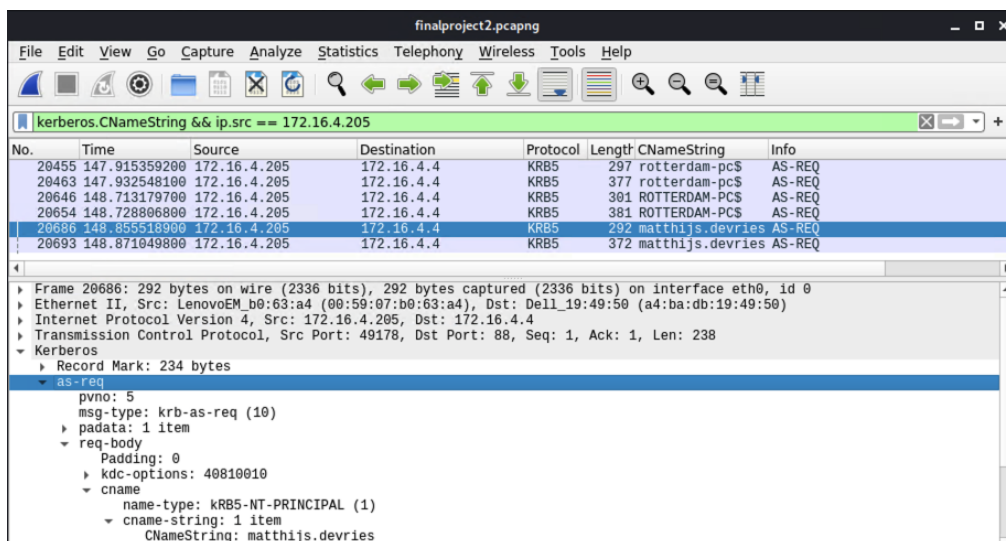 finalproject2.pcapng
File Edit View Go Capture Analyze Statistics Telephony Wireless Tools Help
kerberos.CNameString && ip.src == 172.16.4.205
No. Time Source Destination Protocol Length CNameString Info
20455 147.915359200 172.16.4.205 172.16.4.4 KRB5 297 rotterdam-pc$ AS-REQ
20463 147.932548100 172.16.4.205 172.16.4.4 KRB5 377 rotterdam-pc$ AS-REQ
20646 148.713179700 172.16.4.205 172.16.4.4 KRB5 301 ROTTERDAM-PC$ AS-REQ
20654 148.728806800 172.16.4.205 172.16.4.4 KRB5 381 ROTTERDAM-PC$ AS-REQ
20686 148.855518900 172.16.4.205 172.16.4.4 KRB5 292 matthijs.devries AS-REQ
20693 148.871049800 172.16.4.205 172.16.4.4 KRB5 372 matthijs.devries AS-REQ
Frame 20686: 292 bytes on wire (2336 bits), 292 bytes captured (2336 bits) on interface eth0, id 0
Ethernet II, Src: LenovoEM_b0:63:a4 (00:59:07:b0:63:a4), Dst: Dell_19:49:50 (a4:ba:db:19:49:50)
Internet Protocol Version 4, Src: 172.16.4.205, Dst: 172.16.4.4
Transmission Control Protocol, Src Port: 49178, Dst Port: 88, Seq: 1, Ack: 1, Len: 238
Kerberos
Record Mark: 234 bytes
as-req
pvno: 5
msg-type: krb-as-req (10)
padata: 1 item
req-body
Padding: 0
kdc-options: 40810010
cname
name-type: kRB5-NT-PRINCIPAL (1)
cname-string: 1 item
CNameString: matthijs.devries